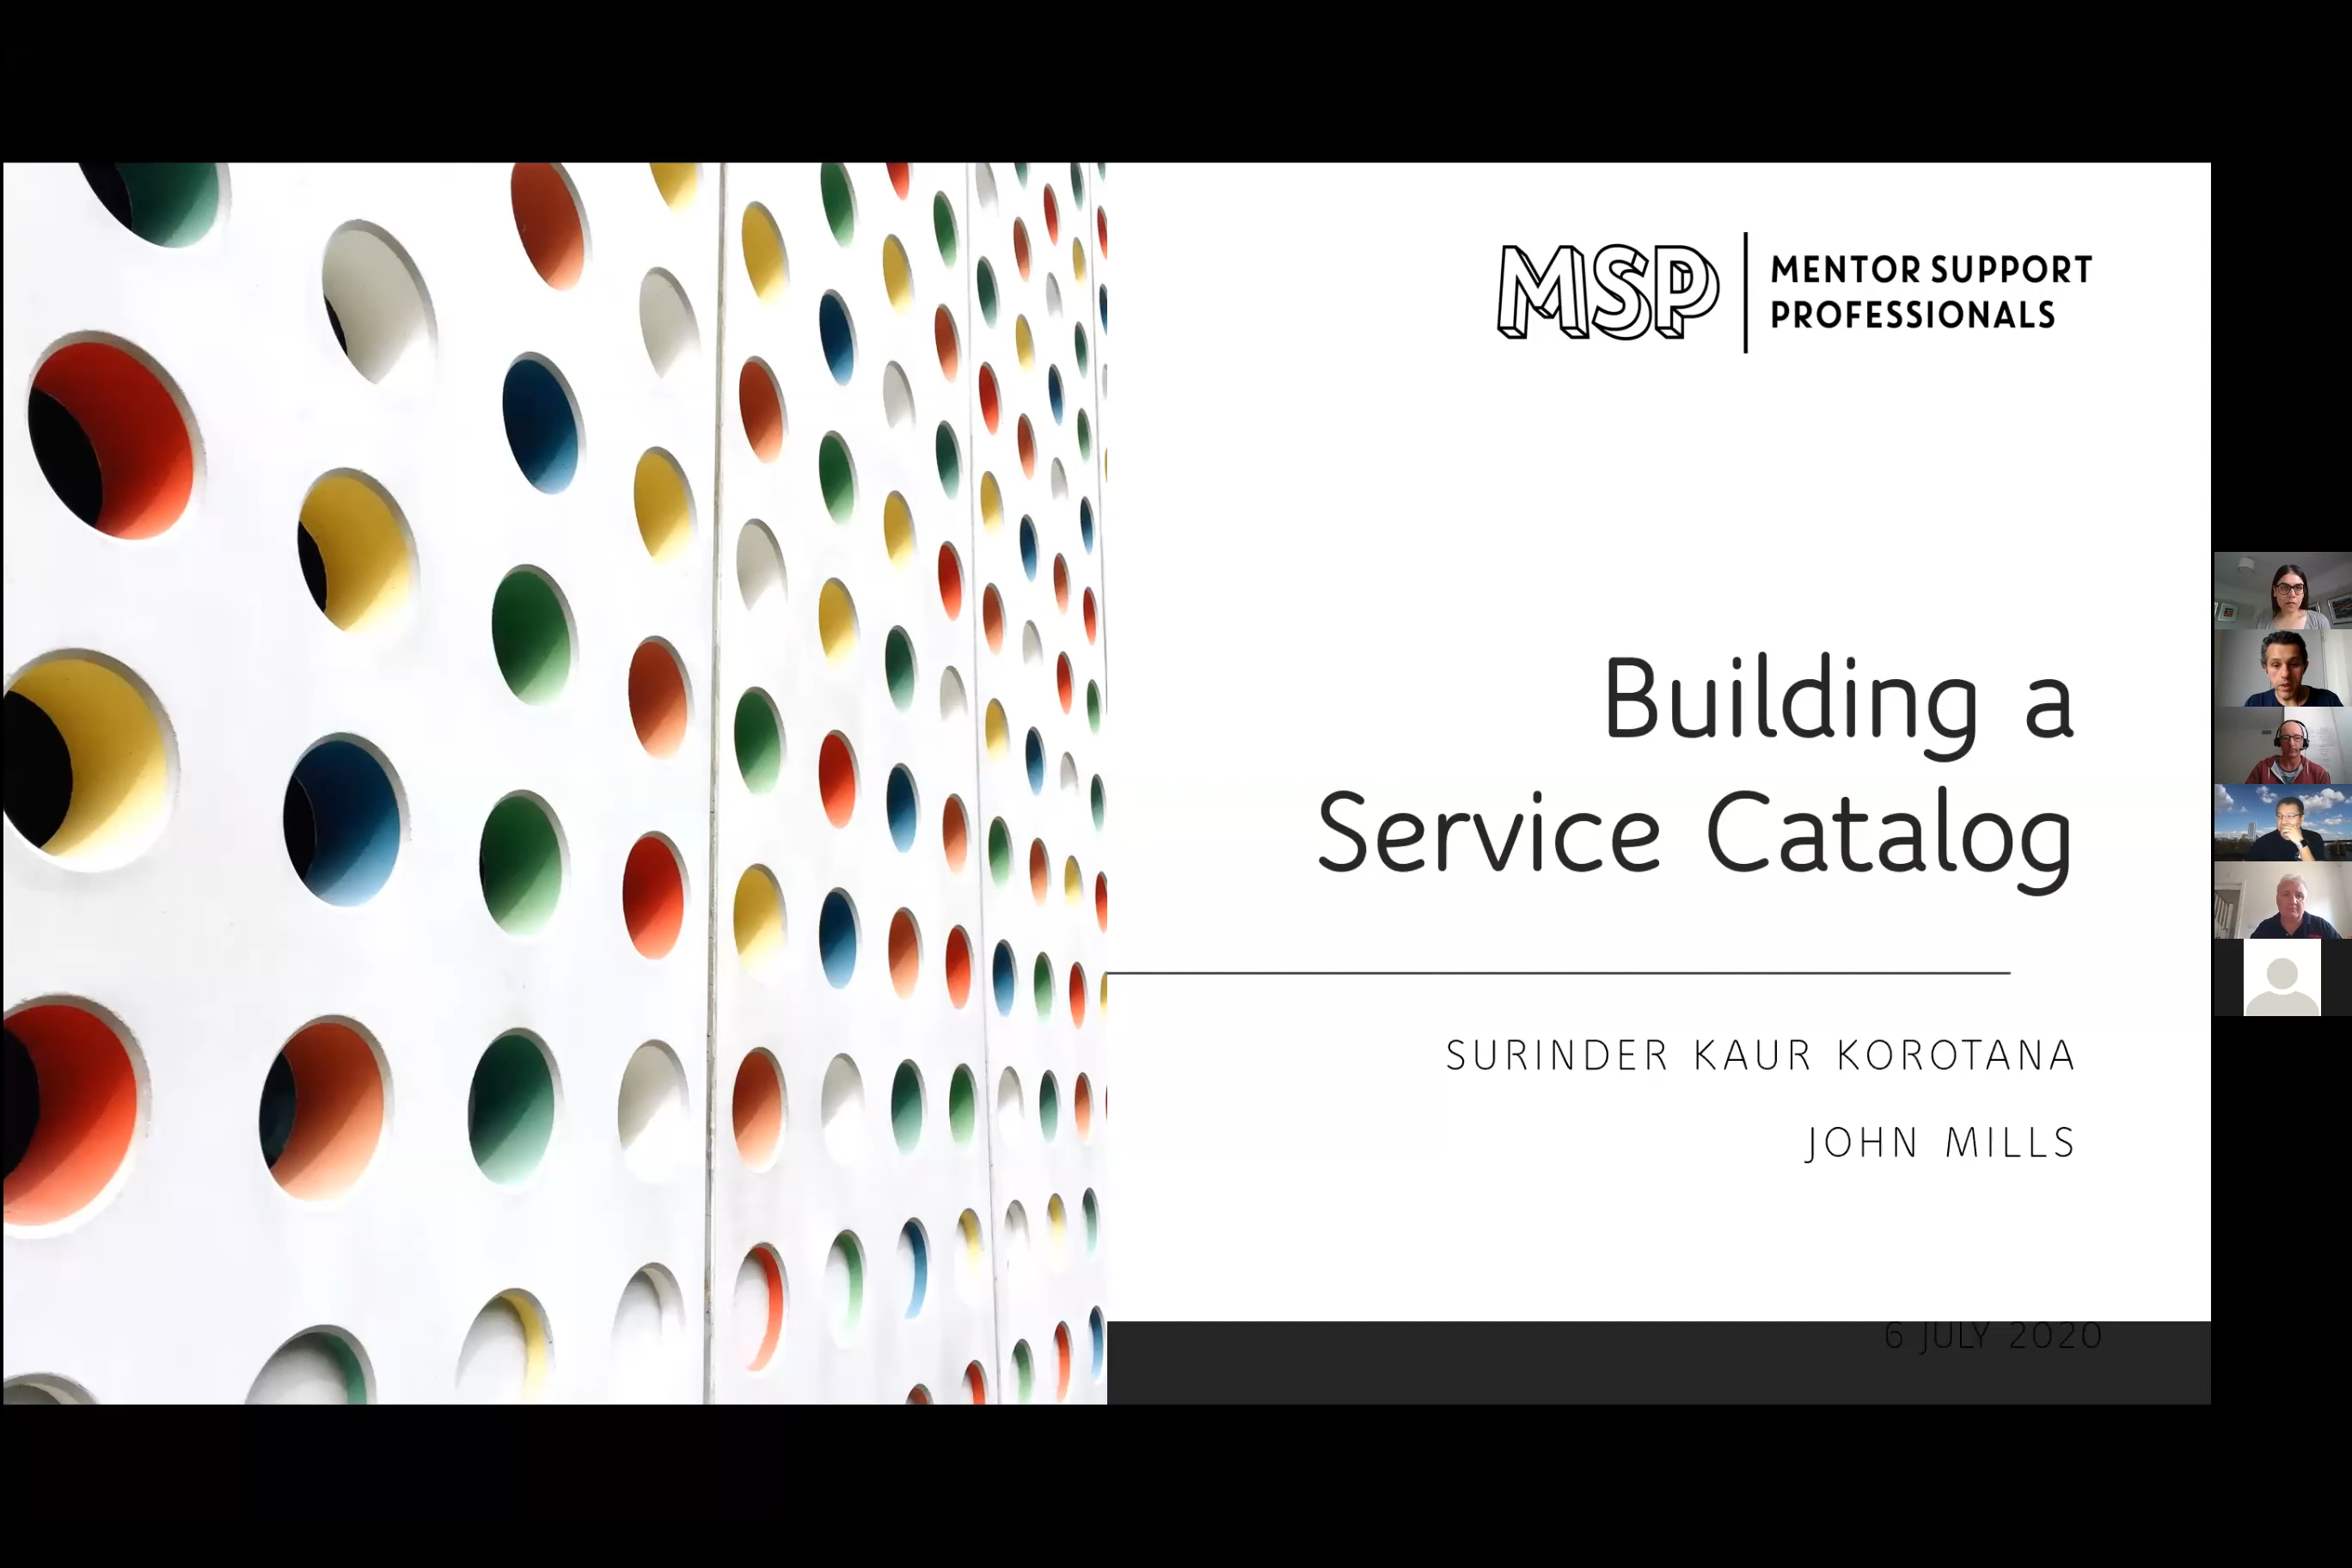 MSP
MENTOR SUPPORT
PROFESSIONALS
Building a
Service Catalog
SURINDER KAUR KOROTANA
JOHN MILLS
6 JULY 2020